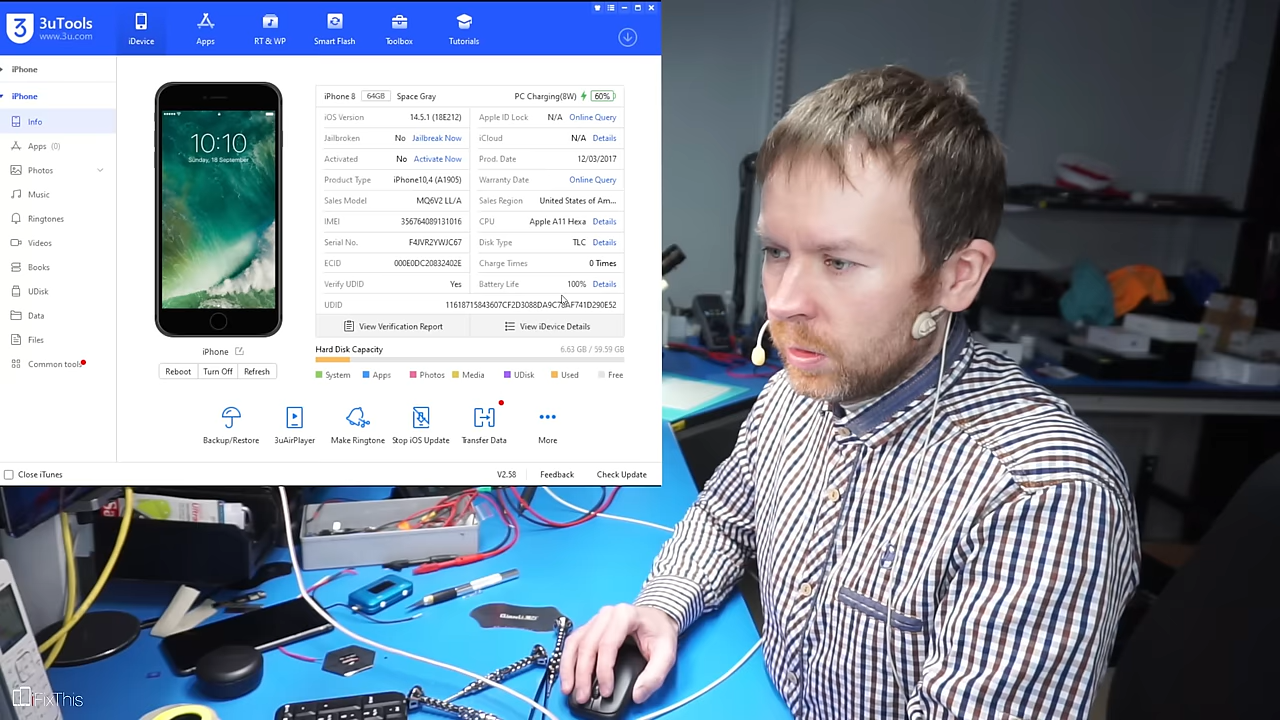 3 3uTools
www.3u.com
iDevice
Apps
RT & WP
Smart Flash
Toolbox
Tutorials
iPhone
iPhone
Info
Apps (0)
Photos
Music
Ringtones
Videos
Books
UDisk
Data
Files
Common tools
Close iTunes
10:10
Sunday, 18 September
iPhone
Reboot Turn Off Refresh
iPhone 8 64GB Space Gray PC Charging(8W) 60%
iOS Version 14.5.1 (18E212) Apple ID Lock N/A Online Query
Jailbroken No Jailbreak Now iCloud N/A Details
Activated No Activate Now Prod. Date 12/03/2017
Product Type iPhone10,4 (A1905) Warranty Date Online Query
Sales Model MQ6V2 LL/A Sales Region United States of Am...
IMEI 356764089131016 CPU Apple A11 Hexa Details
Serial No. F4JVR2YWJC67 Disk Type TLC Details
ECID 000E0DC20832402E Charge Times 0 Times
Verify UDID Yes Battery Life 100% Details
UDID
View Verification Report View iDevice Details
Hard Disk Capacity 6.63 GB / 59.59 GB
System Apps Photos Media UDisk Used Free
Backup/Restore 3uAirPlayer Make Ringtone Stop iOS Update Transfer Data More
V2.58 Feedback Check Update
iFixThis